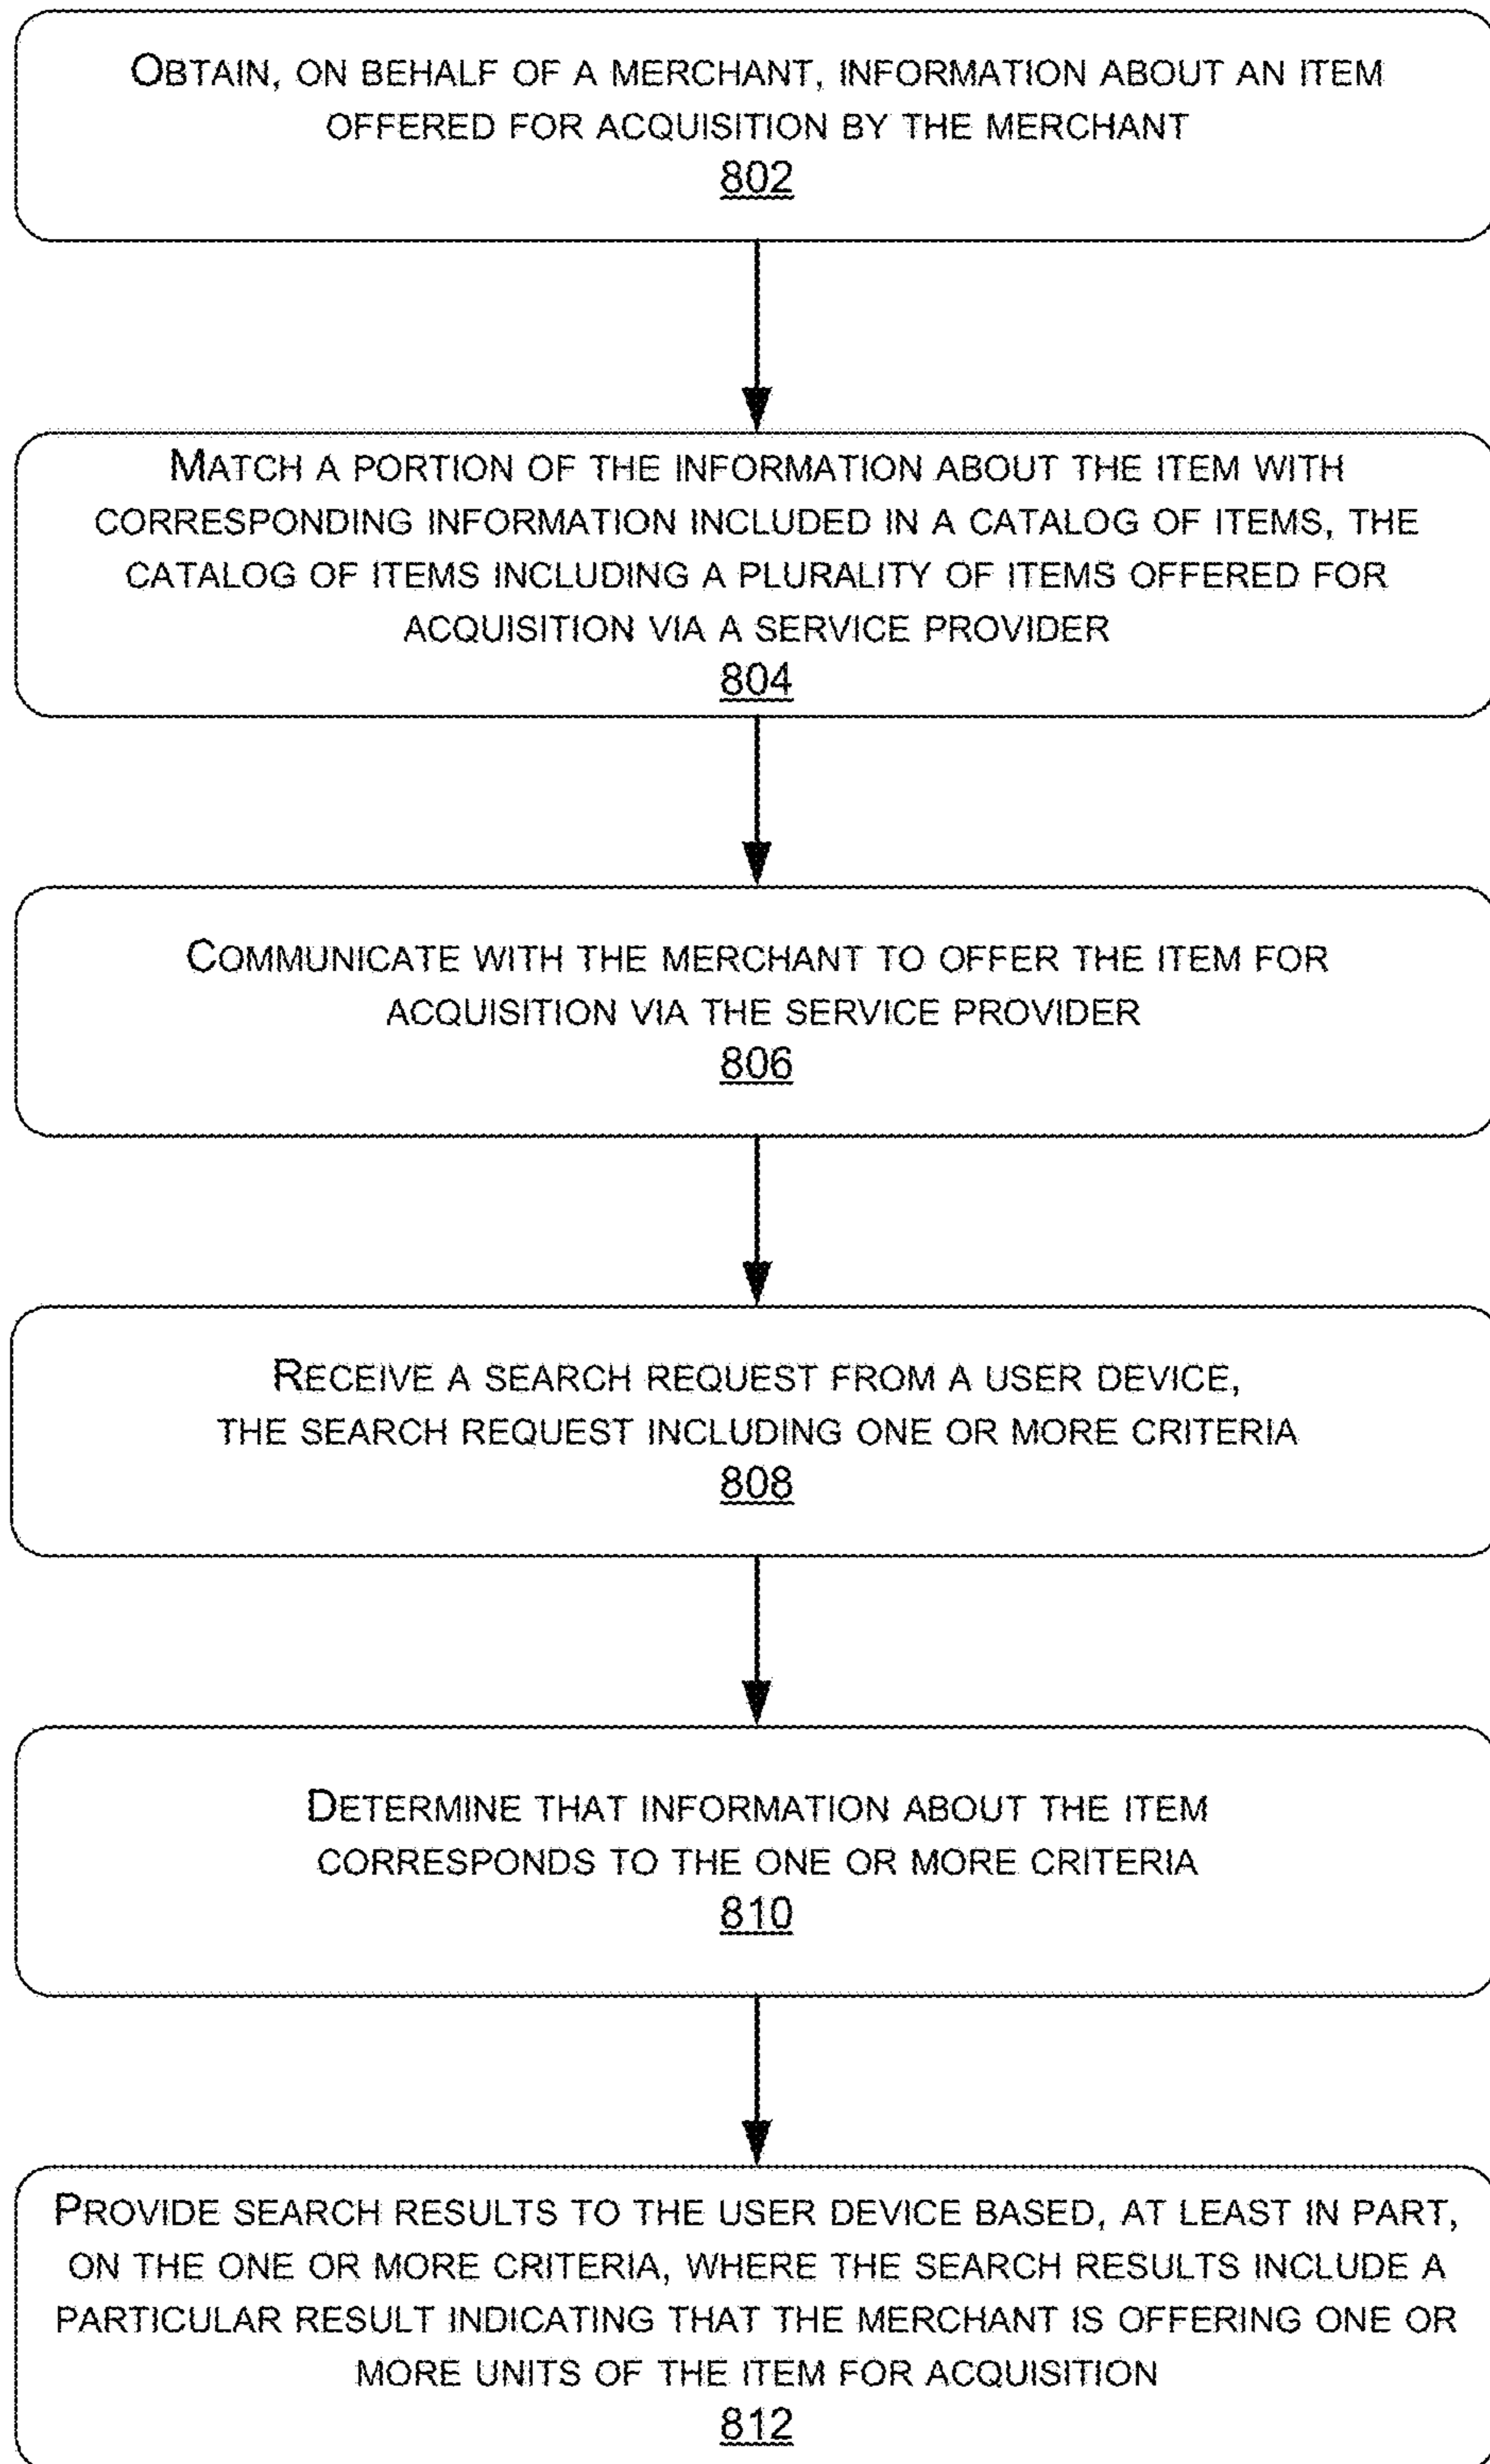 OBTAIN, ON BEHALF OF A MERCHANT, INFORMATION ABOUT AN ITEM
OFFERED FOR ACQUISITION BY THE MERCHANT
802
MATCH A PORTION OF THE INFORMATION ABOUT THE ITEM WITH
CORRESPONDING INFORMATION INCLUDED IN A CATALOG OF ITEMS, THE
CATALOG OF ITEMS INCLUDING A PLURALITY OF ITEMS OFFERED FOR
ACQUISITION VIA A SERVICE PROVIDER
804
COMMUNICATE WITH THE MERCHANT TO OFFER THE ITEM FOR
ACQUISITION VIA THE SERVICE PROVIDER
806
RECEIVE A SEARCH REQUEST FROM A USER DEVICE,
THE SEARCH REQUEST INCLUDING ONE OR MORE CRITERIA
808
DETERMINE THAT INFORMATION ABOUT THE ITEM
CORRESPONDS TO THE ONE OR MORE CRITERIA
810
PROVIDE SEARCH RESULTS TO THE USER DEVICE BASED, AT LEAST IN PART,
ON THE ONE OR MORE CRITERIA, WHERE THE SEARCH RESULTS INCLUDE A
PARTICULAR RESULT INDICATING THAT THE MERCHANT IS OFFERING ONE OR
MORE UNITS OF THE ITEM FOR ACQUISITION
812